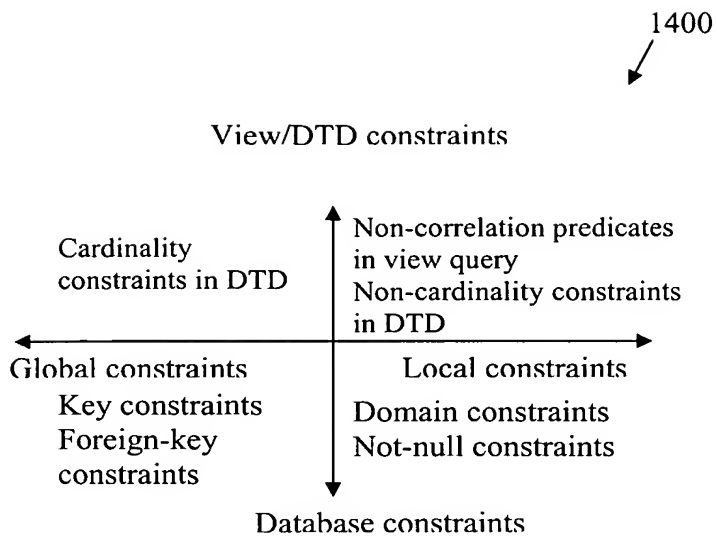 1400
View/DTD constraints
Cardinality
constraints in DTD
Non-correlation predicates
in view query
Non-cardinality constraints
in DTD
Global constraints
Local constraints
Key constraints
Foreign-key
constraints
Domain constraints
Not-null constraints
Database constraints